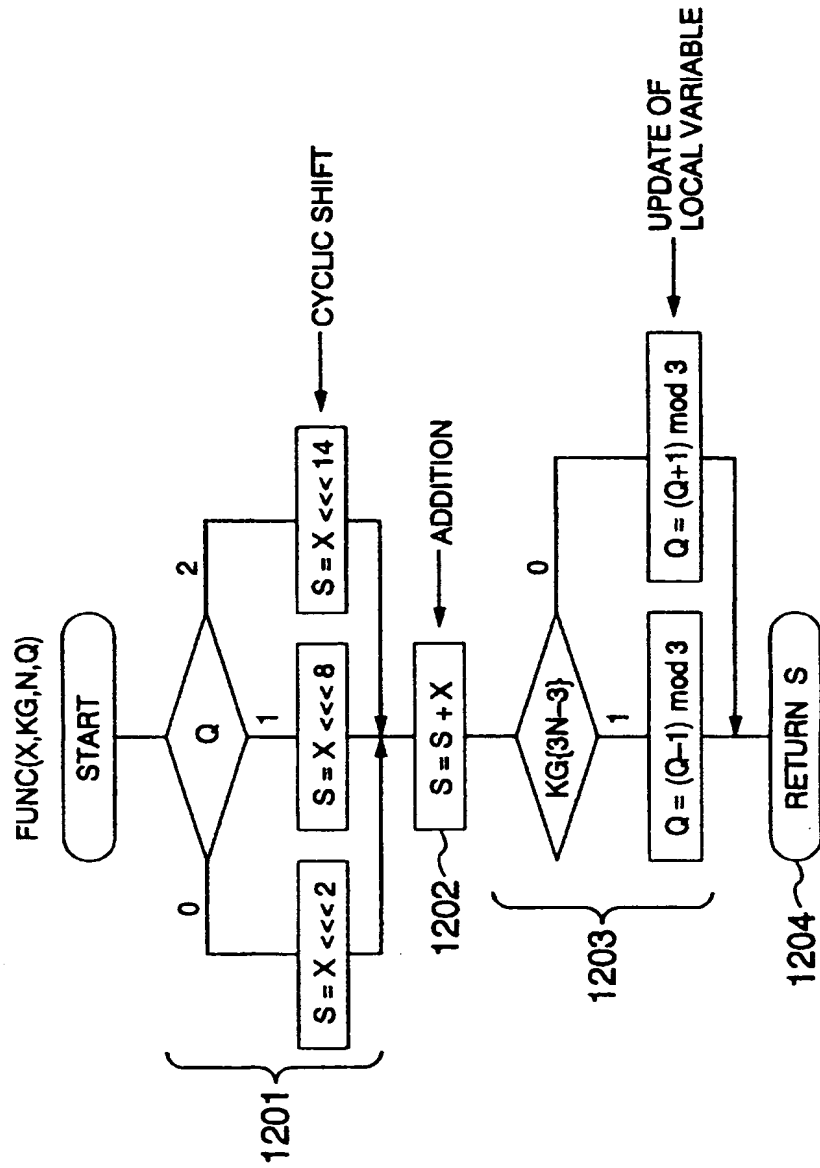 FUNC(X,KG,N,Q)
START
Q
0
1
2
S = X <<< 2
S = X <<< 8
S = X <<< 14
CYCLIC SHIFT
1201
S = S + X
ADDITION
1202
KG{3N–3}
1
0
Q = (Q–1) mod 3
Q = (Q+1) mod 3
UPDATE OF
LOCAL VARIABLE
1203
RETURN S
1204